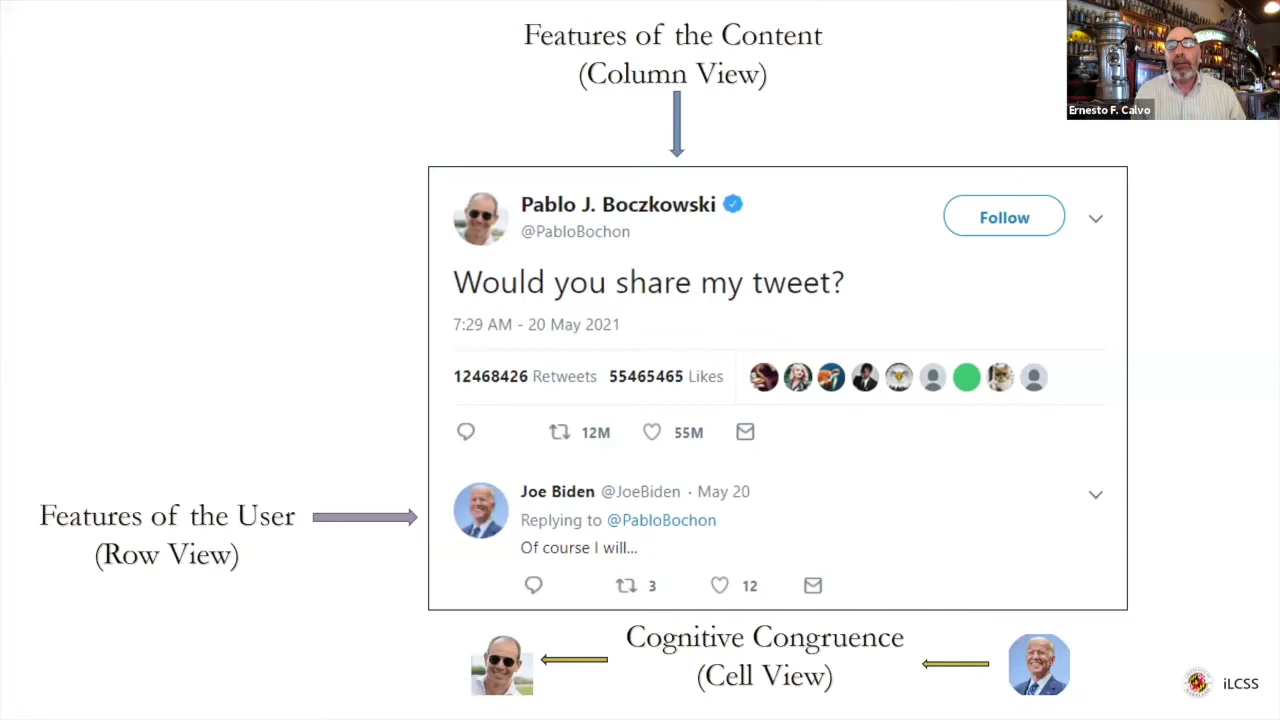 Features of the Content
(Column View)
Ernesto F. Calvo
Pablo J. Boczkowski
@PabloBochon
Follow
Would you share my tweet?
7:29 AM - 20 May 2021
12468426 Retweets 55465465 Likes
12M 55M
Features of the User
(Row View)
Joe Biden @JoeBiden · May 20
Replying to @PabloBochon
Of course I will...
3 12
Cognitive Congruence
(Cell View)
iLCSS